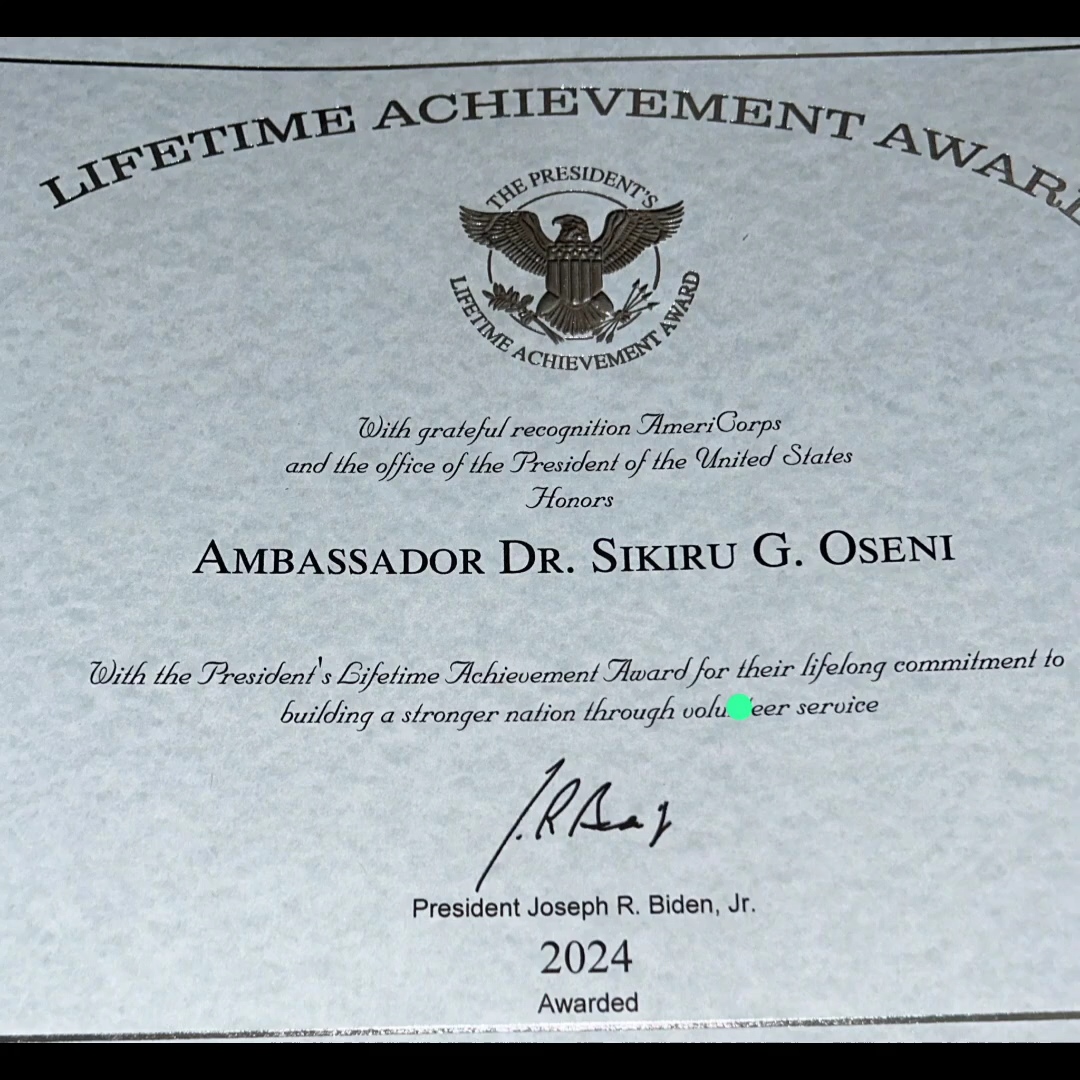 LIFETIME ACHIEVEMENT AWARD
THE PRESIDENT'S
LIFETIME ACHIEVEMENT AWARD
With grateful recognition AmeriCorps
and the office of the President of the United States
Honors
AMBASSADOR DR. SIKIRU G. OSENI
With the President's Lifetime Achievement Award for their lifelong commitment to
building a stronger nation through volunteer service
President Joseph R. Biden, Jr.
2024
Awarded